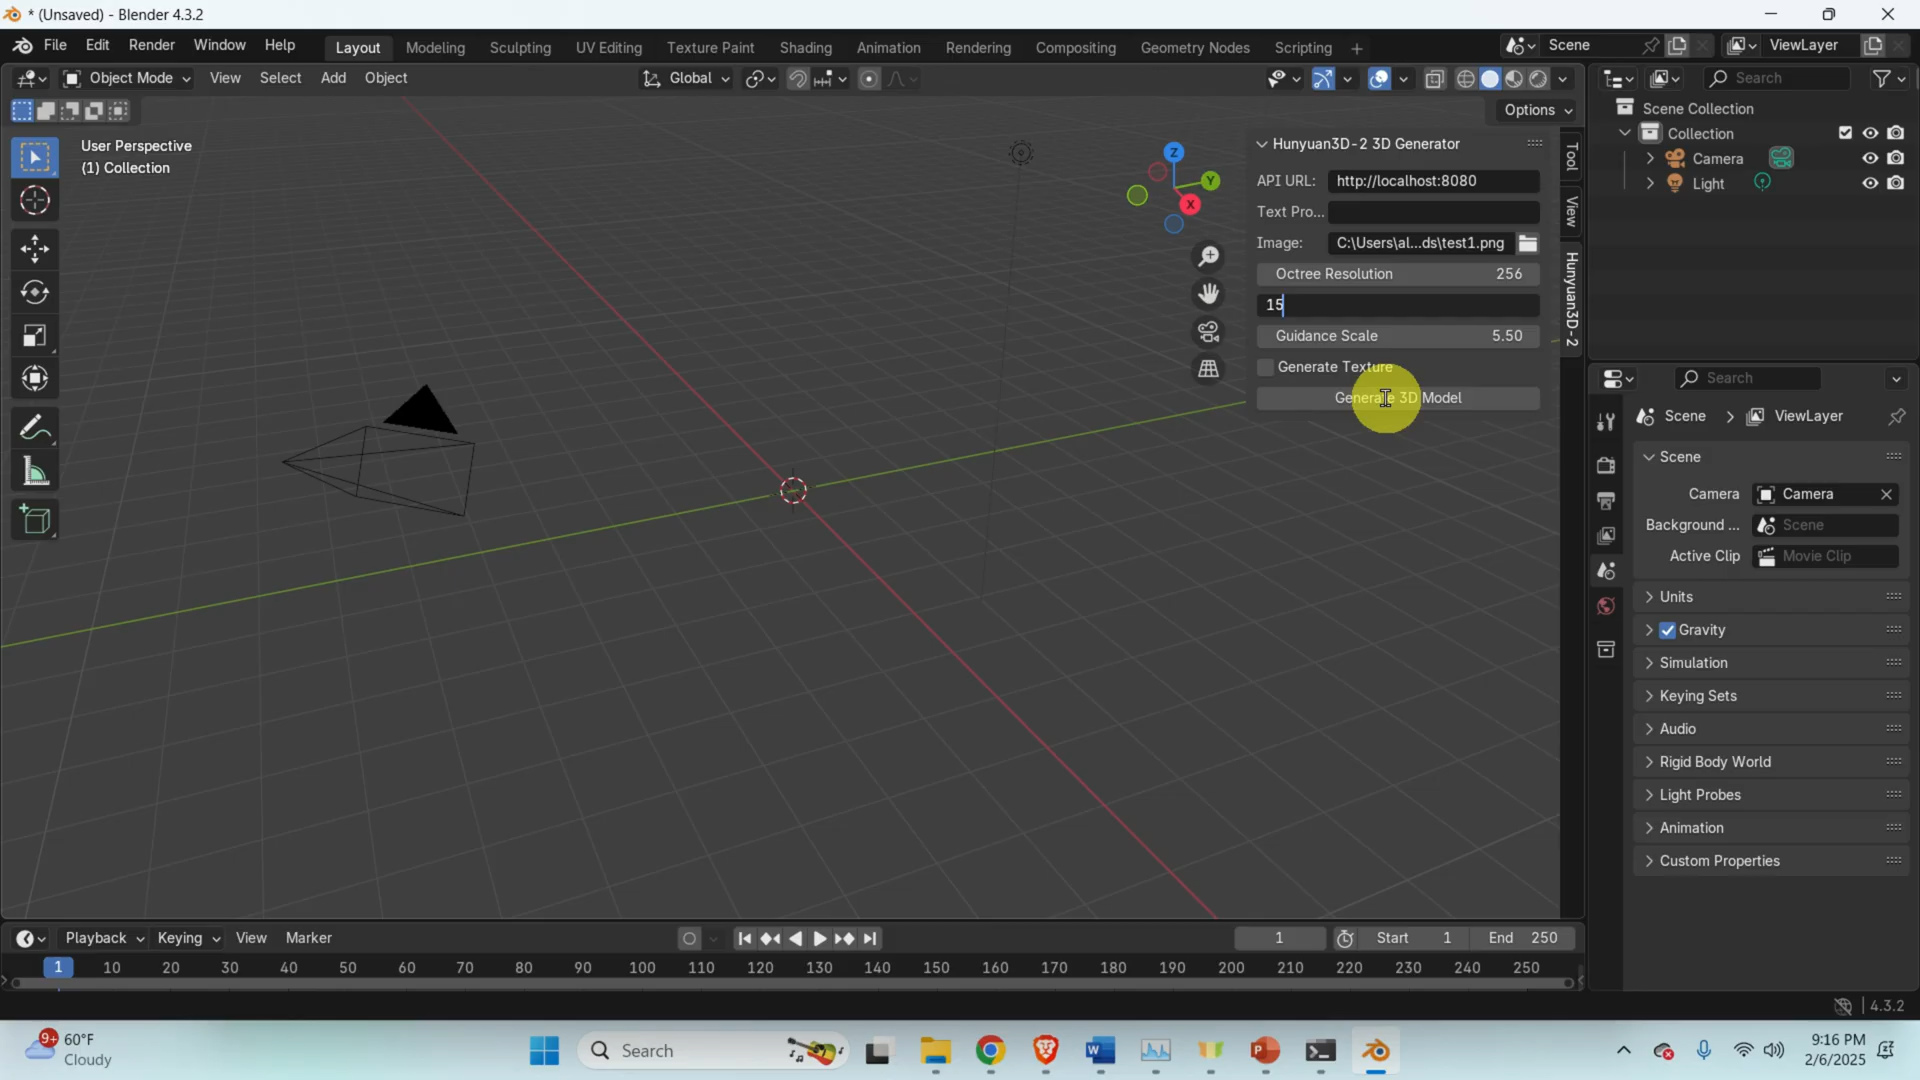 * (Unsaved) - Blender 4.3.2
File Edit Render Window Help Layout Modeling Sculpting UV Editing Texture Paint Shading Animation Rendering Compositing Geometry Nodes Scripting + Scene ViewLayer
Object Mode View Select Add Object Global Search
Options
User Perspective
(1) Collection
Z
Y
X
Hunyuan3D-2 3D Generator
API URL: http://localhost:8080
Text Pro...
Image: C:\Users\al...ds\test1.png
Octree Resolution 256
15
Guidance Scale 5.50
Generate Texture
Generate 3D Model
Tool
View
Hunyuan3D-2
Scene Collection
Collection
Camera
Light
Search
Scene > ViewLayer
Scene
Camera Camera
Background ... Scene
Active Clip Movie Clip
Units
Gravity
Simulation
Keying Sets
Audio
Rigid Body World
Light Probes
Animation
Custom Properties
Playback Keying View Marker 1 Start 1 End 250
1 10 20 30 40 50 60 70 80 90 100 110 120 130 140 150 160 170 180 190 200 210 220 230 240 250
4.3.2
9+ 60°F
Cloudy
Search
9:16 PM
2/6/2025